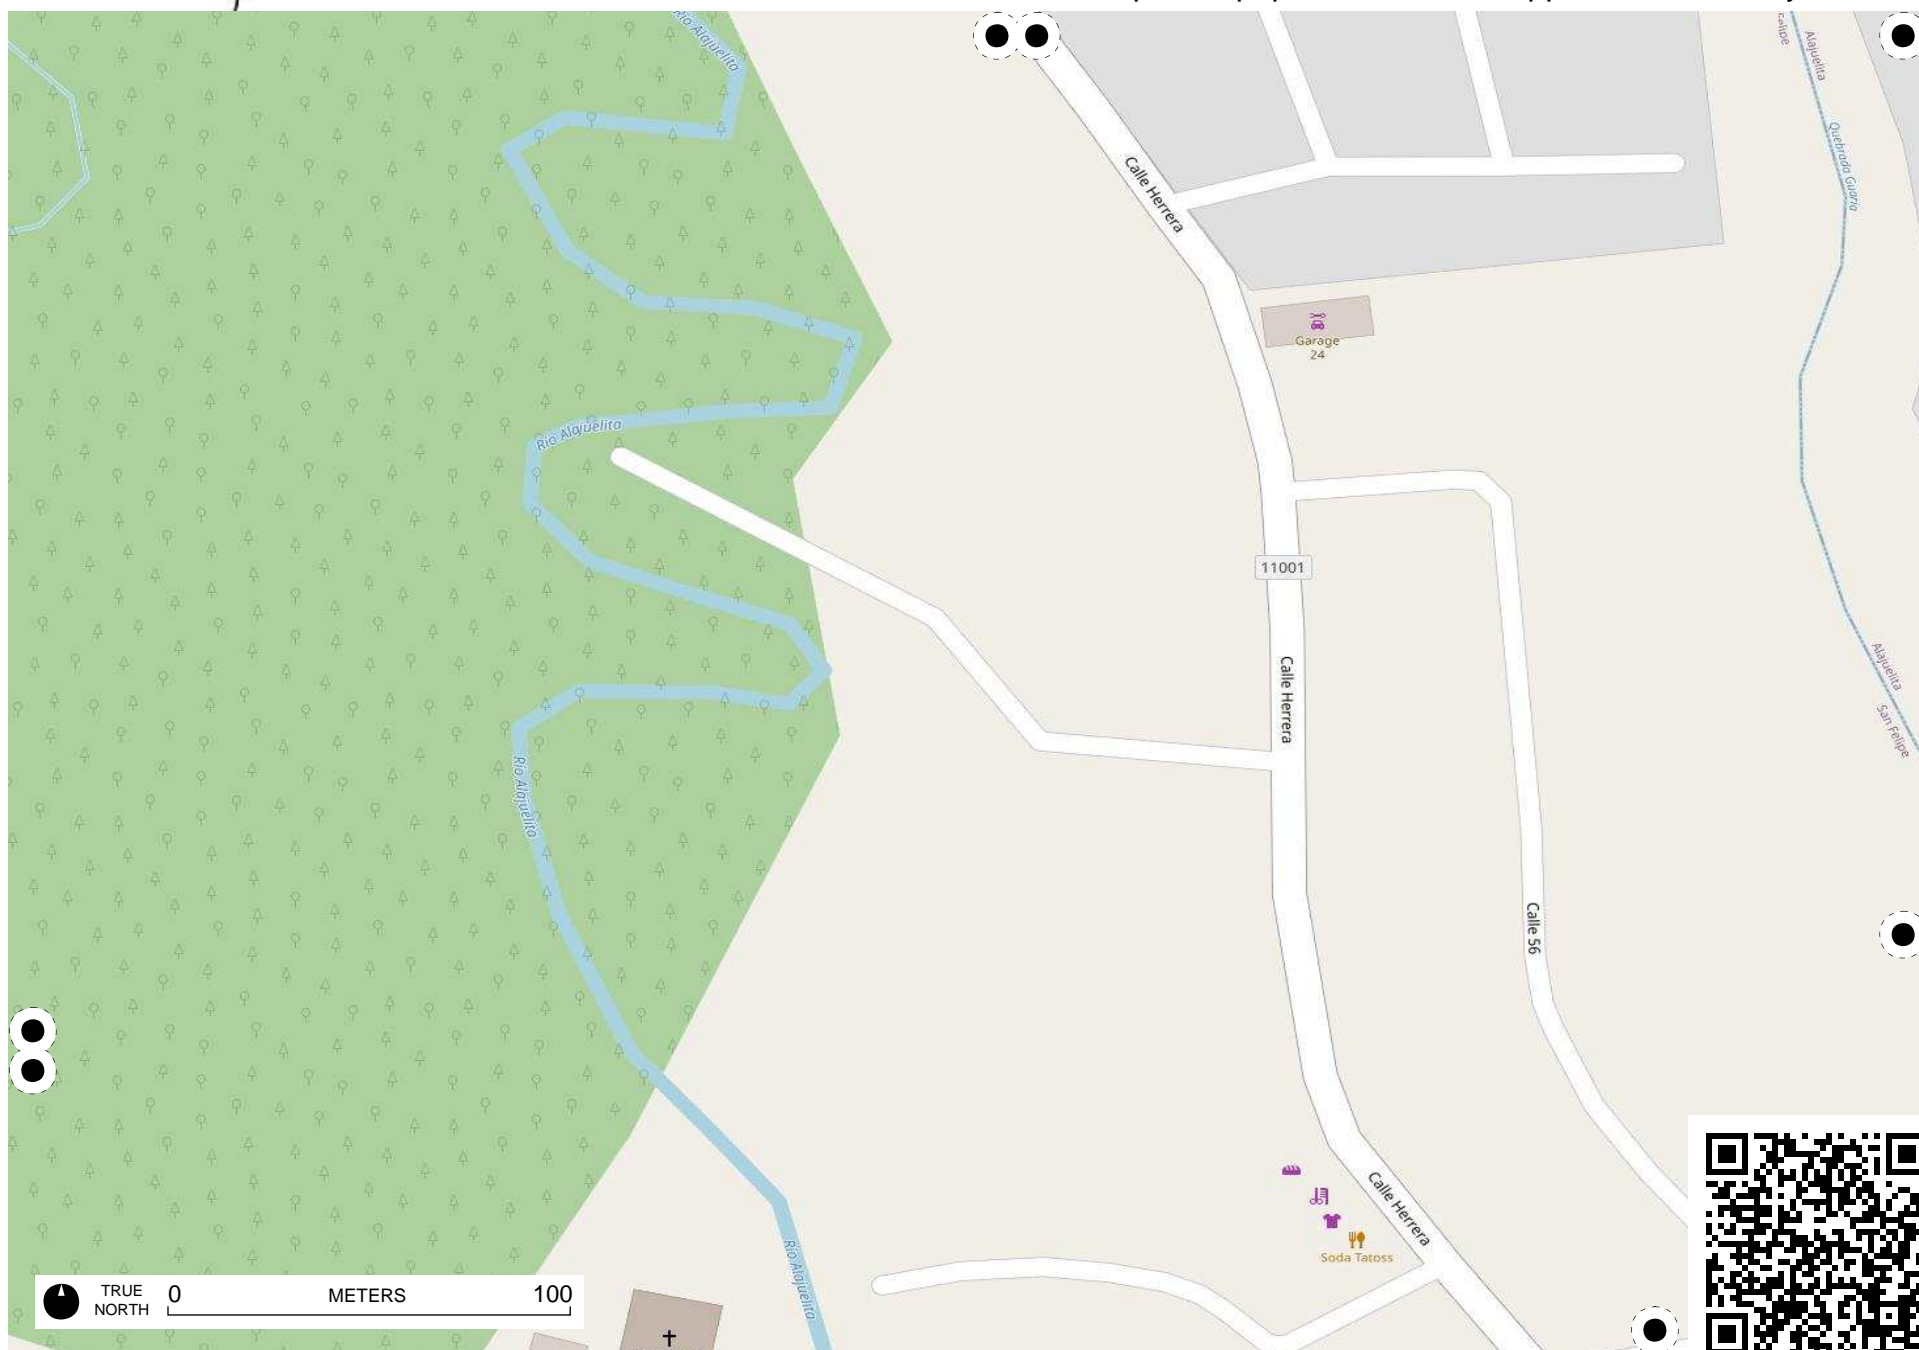 Río Alajuelita
Felipe
Alajuelita
Quebrada Guaria
Calle Herrera
Garage
24
Río Alajuelita
11001
Calle Herrera
Alajuelita
San Felipe
Río Alajuelita
Calle 56
Calle Herrera
Soda Tatoss
Río Alajuelita
TRUE
NORTH
0 METERS 100